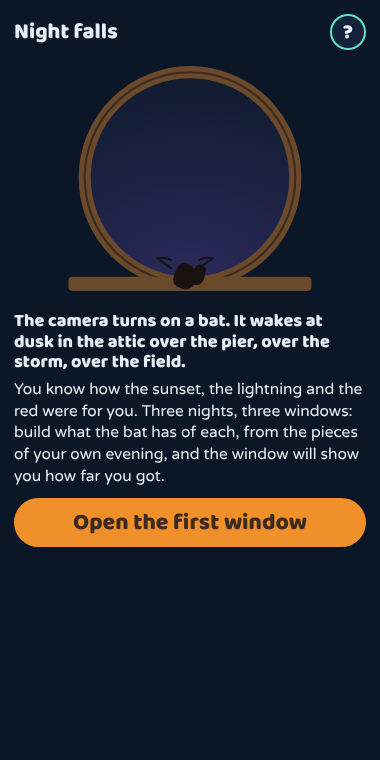 Night falls
?
The camera turns on a bat. It wakes at
dusk in the attic over the pier, over the
storm, over the field.
You know how the sunset, the lightning and the
red were for you. Three nights, three windows:
build what the bat has of each, from the pieces
of your own evening, and the window will show
you how far you got.
Open the first window